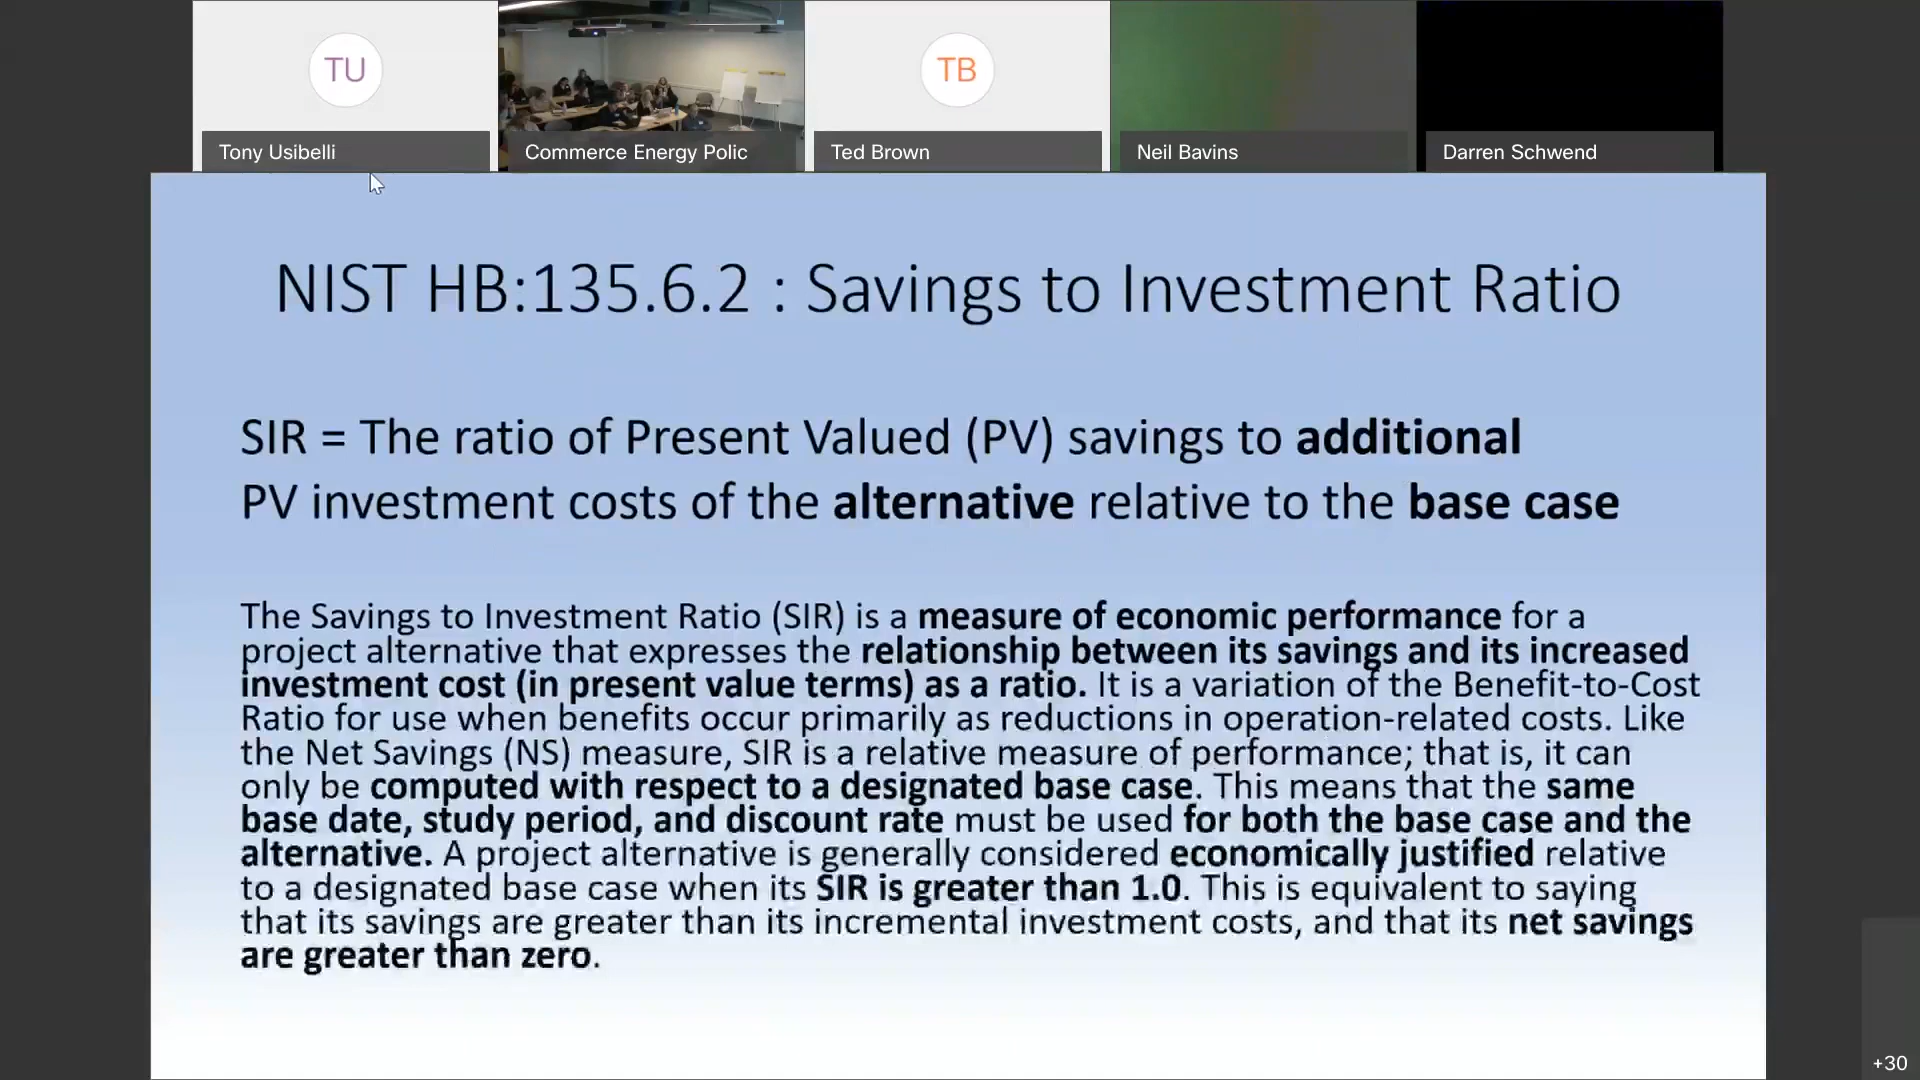 TU
TB
Tony Usibelli
Commerce Energy Polic
Ted Brown
Neil Bavins
Darren Schwend
NIST HB:135.6.2 : Savings to Investment Ratio
SIR = The ratio of Present Valued (PV) savings to additional
PV investment costs of the alternative relative to the base case
The Savings to Investment Ratio (SIR) is a measure of economic performance for a
project alternative that expresses the relationship between its savings and its increased
investment cost (in present value terms) as a ratio. It is a variation of the Benefit-to-Cost
Ratio for use when benefits occur primarily as reductions in operation-related costs. Like
the Net Savings (NS) measure, SIR is a relative measure of performance; that is, it can
only be computed with respect to a designated base case. This means that the same
base date, study period, and discount rate must be used for both the base case and the
alternative. A project alternative is generally considered economically justified relative
to a designated base case when its SIR is greater than 1.0. This is equivalent to saying
that its savings are greater than its incremental investment costs, and that its net savings
are greater than zero.
+30